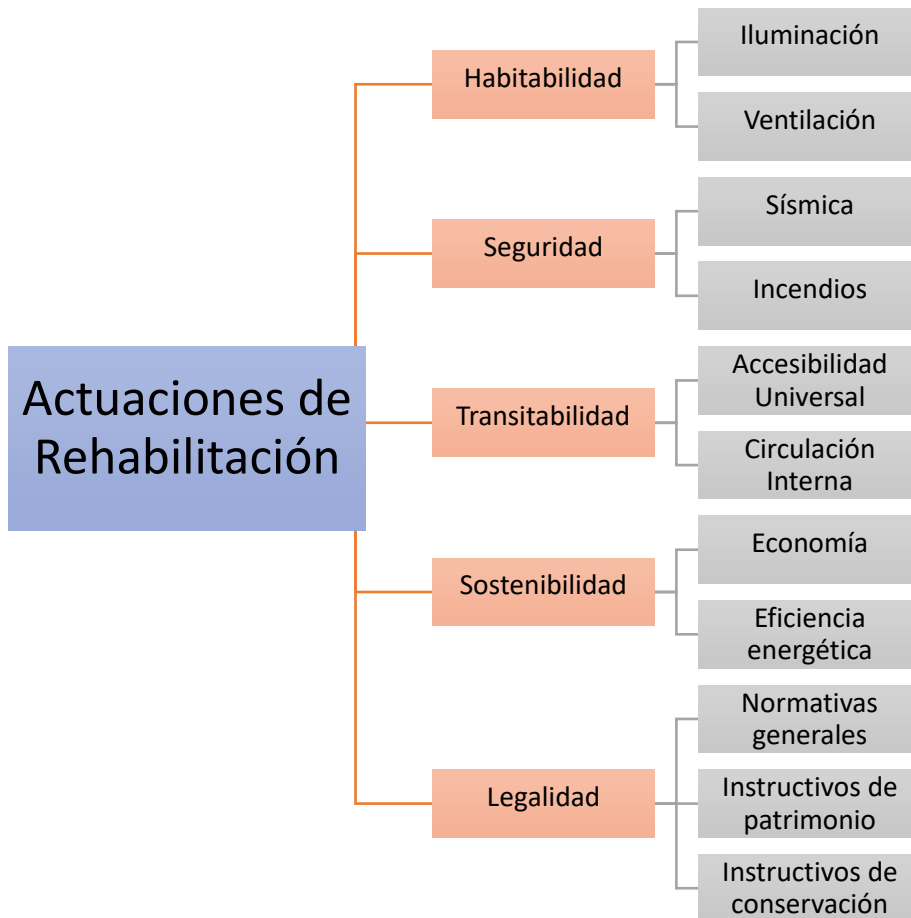 Actuaciones de
Rehabilitación
Habitabilidad
Iluminación
Ventilación
Seguridad
Sísmica
Incendios
Transitabilidad
Accesibilidad
Universal
Circulación
Interna
Sostenibilidad
Economía
Eficiencia
energética
Legalidad
Normativas
generales
Instructivos de
patrimonio
Instructivos de
conservación